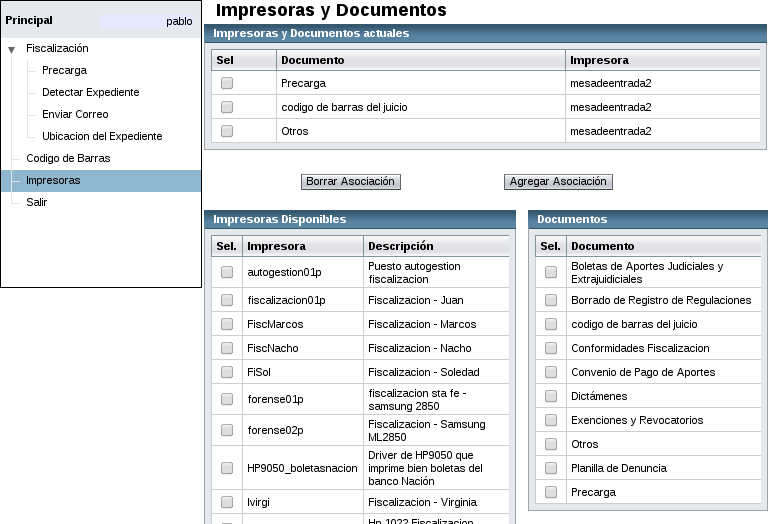 Principal pablo
Fiscalización
Precarga
Detectar Expediente
Enviar Correo
Ubicacion del Expediente
Codigo de Barras
Impresoras
Salir
Impresoras y Documentos
Impresoras y Documentos actuales
Sel Documento Impresora
Precarga mesadeentrada2
codigo de barras del juicio mesadeentrada2
Otros mesadeentrada2
Borrar Asociación Agregar Asociación
Impresoras Disponibles
Sel. Impresora Descripción
autogestion01p Puesto autogestion
fiscalizacion
fiscalizacion01p Fiscalizacion - Juan
FiscMarcos Fiscalizacion - Marcos
FiscNacho Fiscalizacion - Nacho
FiSol Fiscalizacion - Soledad
forense01p fiscalizacion sta fe -
samsung 2850
forense02p Fiscalizacion - Samsung
ML2850
HP9050_boletasnacion Driver de HP9050 que
imprime bien boletas del
banco Nación
lvirgi Fiscalizacion - Virginia
Hp 1022 Fiscalizacion
Documentos
Sel. Documento
Boletas de Aportes Judiciales y
Extrajuidiciales
Borrado de Registro de Regulaciones
codigo de barras del juicio
Conformidades Fiscalizacion
Convenio de Pago de Aportes
Dictámenes
Exenciones y Revocatorios
Otros
Planilla de Denuncia
Precarga